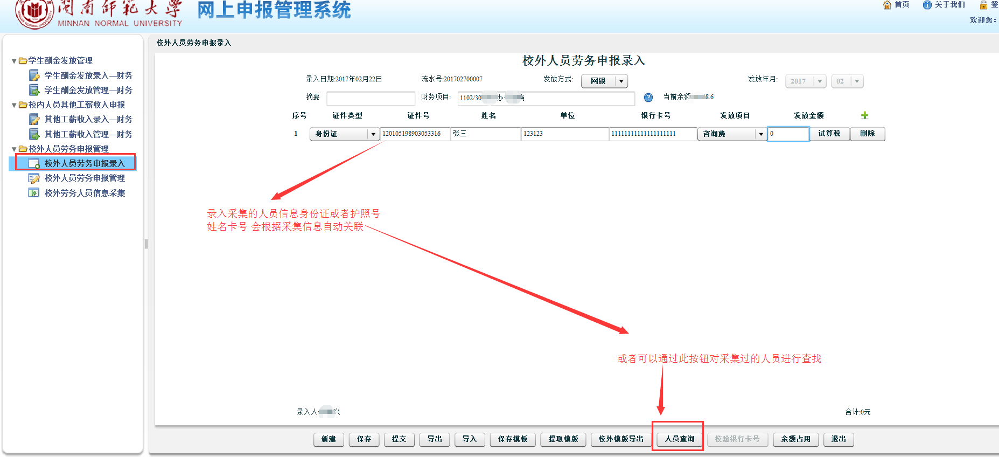 闽南师范大学
MINNAN NORMAL UNIVERSITY
网上申报管理系统
首页
关于我们
登
欢迎您：
学生酬金发放管理
学生酬金发放录入—财务
学生酬金发放管理—财务
校内人员其他工薪收入申报
其他工薪收入录入—财务
其他工薪收入管理—财务
校外人员劳务申报管理
校外人员劳务申报录入
校外人员劳务申报管理
校外劳务人员信息采集
校外人员劳务申报录入
校外人员劳务申报录入
录入日期:2017年02月22日
流水号:201702700007
发放方式:
网银
发放年月:
2017
02
摘要
财务项目:
1102/30
办
当前余额
8.6
序号 证件类型 证件号 姓名 单位 银行卡号 发放项目 发放金额
1 身份证 120105198903053316 张三 123123 11111111111111111111 咨询费 0 试算税 删除
录入采集的人员信息身份证或者护照号
姓名卡号 会根据采集信息自动关联
或者可以通过此按钮对采集过的人员进行查找
录入人:
兴
合计:0元
新建 保存 提交 导出 导入 保存模板 提取模版 校外模版导出 人员查询 校验银行卡号 余额占用 退出